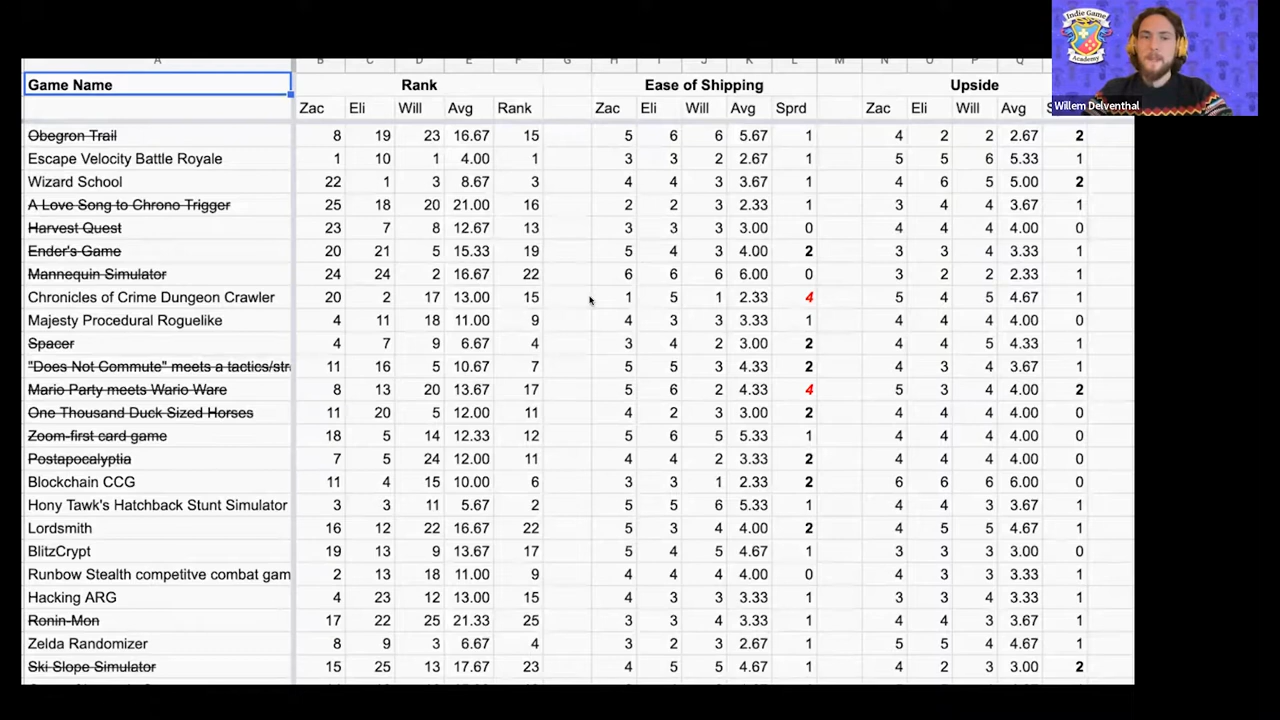 Indie Game
Academy
Willem Delventhal
A B C D E F G H I J K L M N O P
Game Name Rank Ease of Shipping Upside
Zac Eli Will Avg Rank Zac Eli Will Avg Sprd Zac Eli Will Avg
Obegron Trail 8 19 23 16.67 15 5 6 6 5.67 1 4 2 2 2.67 2
Escape Velocity Battle Royale 1 10 1 4.00 1 3 3 2 2.67 1 5 5 6 5.33 1
Wizard School 22 1 3 8.67 3 4 4 3 3.67 1 4 6 5 5.00 2
A Love Song to Chrono Trigger 25 18 20 21.00 16 2 2 3 2.33 1 3 4 4 3.67 1
Harvest Quest 23 7 8 12.67 13 3 3 3 3.00 0 4 4 4 4.00 0
Ender's Game 20 21 5 15.33 19 5 4 3 4.00 2 3 3 4 3.33 1
Mannequin Simulator 24 24 2 16.67 22 6 6 6 6.00 0 3 2 2 2.33 1
Chronicles of Crime Dungeon Crawler 20 2 17 13.00 15 1 5 1 2.33 4 5 4 5 4.67 1
Majesty Procedural Roguelike 4 11 18 11.00 9 4 3 3 3.33 1 4 4 4 4.00 0
Spacer 4 7 9 6.67 4 3 4 2 3.00 2 4 4 5 4.33 1
"Does Not Commute" meets a tactics/str 11 16 5 10.67 7 5 5 3 4.33 2 4 3 4 3.67 1
Mario Party meets Wario Ware 8 13 20 13.67 17 5 6 2 4.33 4 5 3 4 4.00 2
One Thousand Duck Sized Horses 11 20 5 12.00 11 4 2 3 3.00 2 4 4 4 4.00 0
Zoom-first card game 18 5 14 12.33 12 5 6 5 5.33 1 4 4 4 4.00 0
Postapocalyptia 7 5 24 12.00 11 4 4 2 3.33 2 4 4 4 4.00 0
Blockchain CCG 11 4 15 10.00 6 3 3 1 2.33 2 6 6 6 6.00 0
Hony Tawk's Hatchback Stunt Simulator 3 3 11 5.67 2 5 5 6 5.33 1 4 4 3 3.67 1
Lordsmith 16 12 22 16.67 22 5 3 4 4.00 2 4 5 5 4.67 1
BlitzCrypt 19 13 9 13.67 17 5 4 5 4.67 1 3 3 3 3.00 0
Runbow Stealth competitve combat gam 2 13 18 11.00 9 4 4 4 4.00 0 4 3 3 3.33 1
Hacking ARG 4 23 12 13.00 15 4 3 3 3.33 1 3 3 4 3.33 1
Ronin-Mon 17 22 25 21.33 25 3 3 4 3.33 1 4 4 3 3.67 1
Zelda Randomizer 8 9 3 6.67 4 3 2 3 2.67 1 5 5 4 4.67 1
Ski Slope Simulator 15 25 13 17.67 23 4 5 5 4.67 1 4 2 3 3.00 2